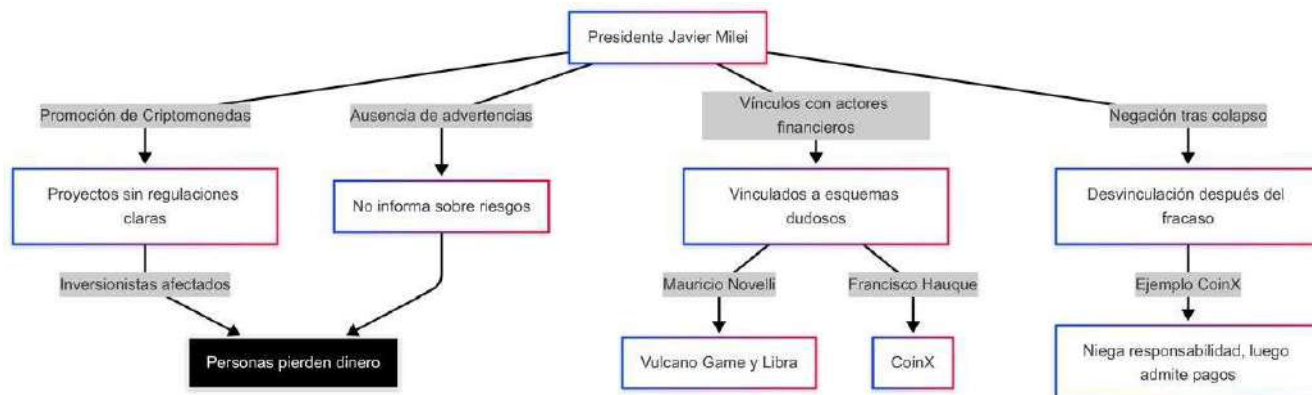 Presidente Javier Milei
Promoción de Criptomonedas
Ausencia de advertencias
Vínculos con actores
financieros
Negación tras colapso
Proyectos sin regulaciones
claras
No informa sobre riesgos
Vinculados a esquemas
dudosos
Desvinculación después del
fracaso
Inversionistas afectados
Mauricio Novelli
Francisco Hauque
Ejemplo CoinX
Personas pierden dinero
Vulcano Game y Libra
CoinX
Niega responsabilidad, luego
admite pagos